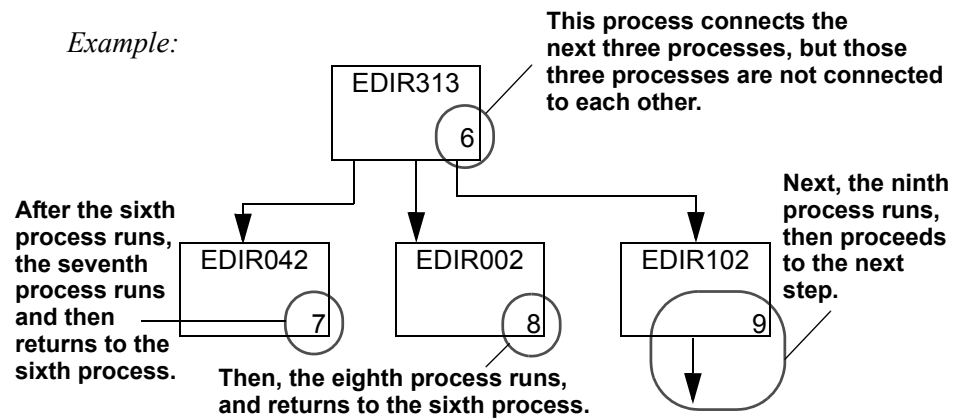 Example:
This process connects the
next three processes, but those
three processes are not connected
to each other.
EDIR313
6
After the sixth
process runs,
the seventh
process runs
and then
returns to the
sixth process.
EDIR042
7
EDIR002
8
Then, the eighth process runs,
and returns to the sixth process.
EDIR102
9
Next, the ninth
process runs,
then proceeds
to the next
step.